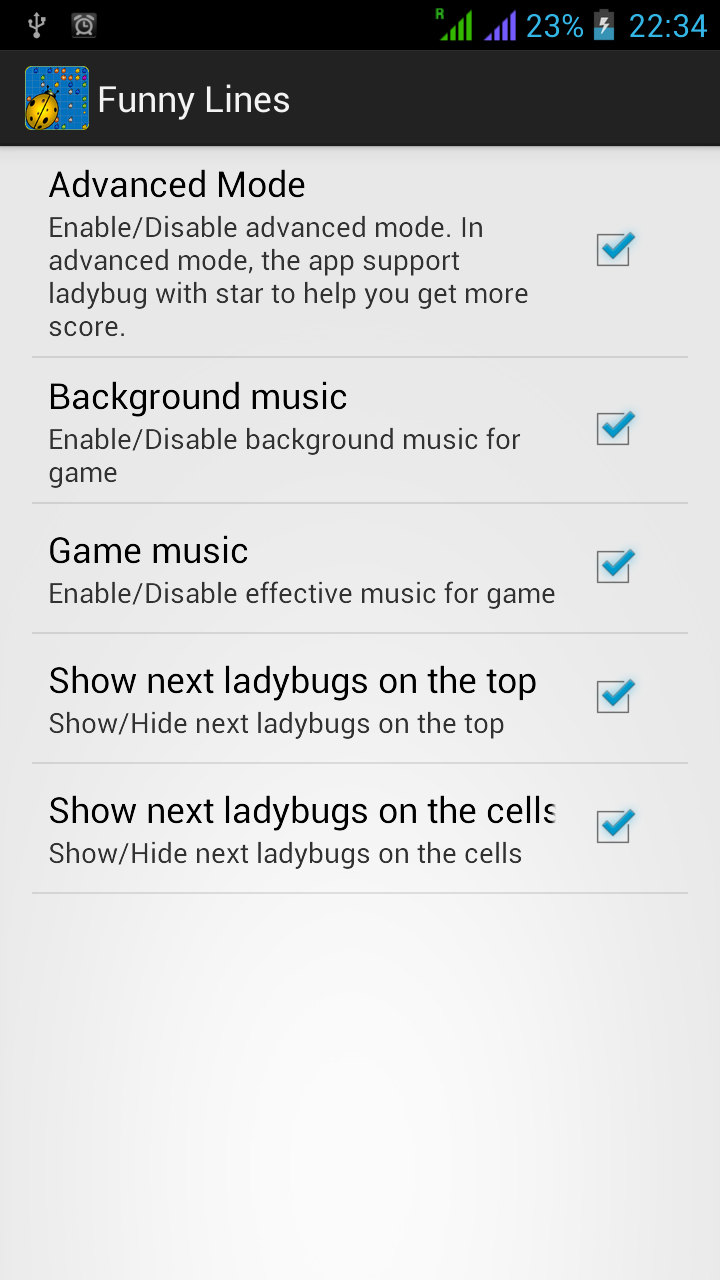 R 23% 22:34
Funny Lines
Advanced Mode
Enable/Disable advanced mode. In
advanced mode, the app support
ladybug with star to help you get more
score.
Background music
Enable/Disable background music for
game
Game music
Enable/Disable effective music for game
Show next ladybugs on the top
Show/Hide next ladybugs on the top
Show next ladybugs on the cells
Show/Hide next ladybugs on the cells